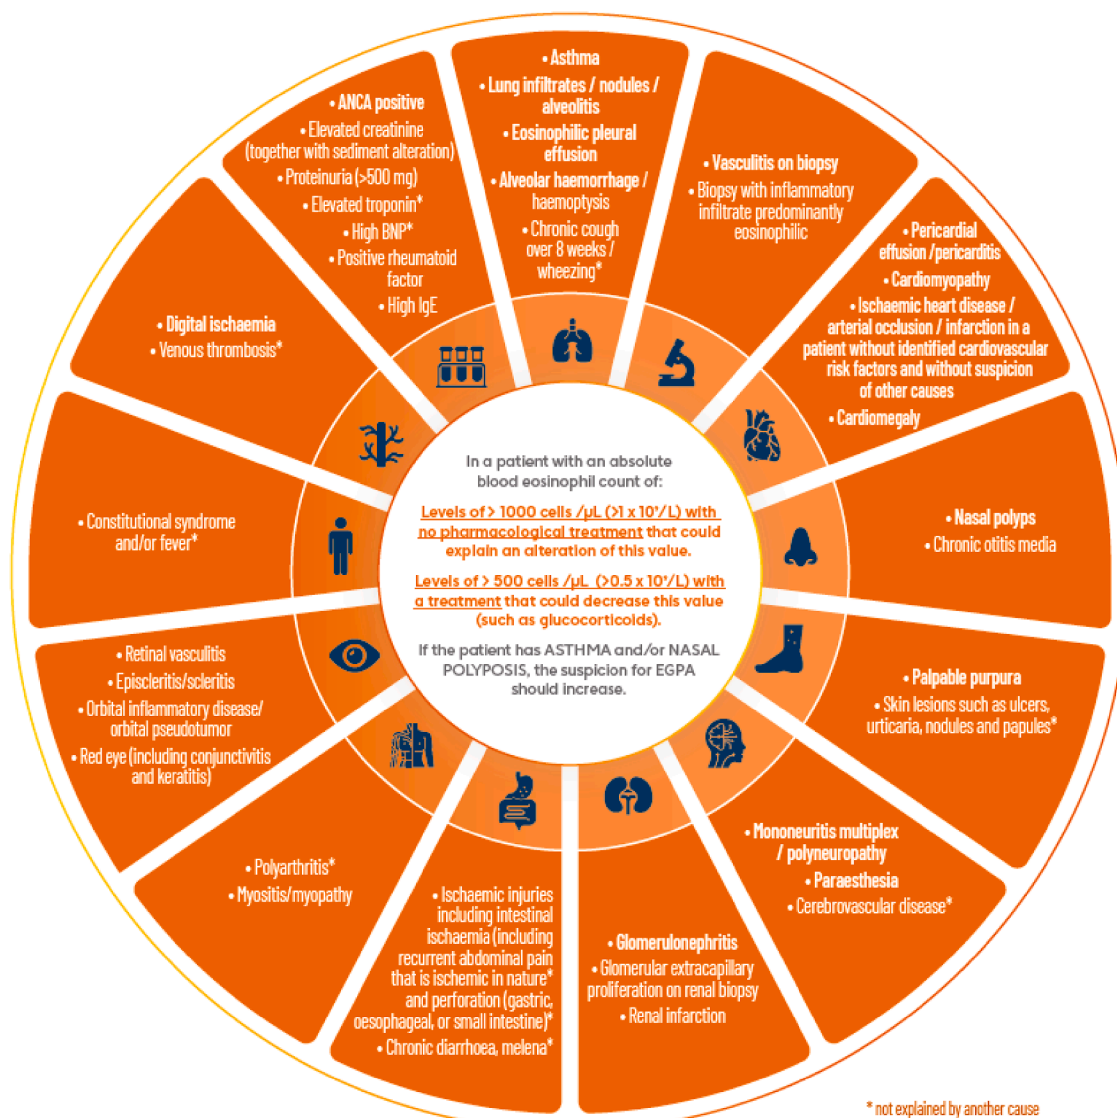 • Asthma
• Lung infiltrates / nodules /
alveolitis
• Eosinophilic pleural
effusion
• Alveolar haemorrhage /
haemoptysis
• Chronic cough
over 8 weeks /
wheezing*
• Vasculitis on biopsy
• Biopsy with inflammatory
infiltrate predominantly
eosinophilic
• Pericardial
effusion /pericarditis
• Cardiomyopathy
• Ischaemic heart disease /
arterial occlusion / infarction in a
patient without identified cardiovascular
risk factors and without suspicion
of other causes
• Cardiomegaly
• Nasal polyps
• Chronic otitis media
• Palpable purpura
• Skin lesions such as ulcers,
urticaria, nodules and papules*
• Mononeuritis multiplex
/ polyneuropathy
• Paraesthesia
• Cerebrovascular disease*
• Glomerulonephritis
• Glomerular extracapillary
proliferation on renal biopsy
• Renal infarction
• Ischaemic injuries
including intestinal
ischaemia (including
recurrent abdominal pain
that is ischemic in nature*
and perforation (gastric,
oesophageal, or small intestine)*
• Chronic diarrhoea, melena*
• Polyarthritis*
• Myositis/myopathy
• Retinal vasculitis
• Episcleritis/scleritis
• Orbital inflammatory disease/
orbital pseudotumor
• Red eye (including conjunctivitis
and keratitis)
• Constitutional syndrome
and/or fever*
• Digital ischaemia
• Venous thrombosis*
• ANCA positive
• Elevated creatinine
(together with sediment alteration)
• Proteinuria (>500 mg)
• Elevated troponin*
• High BNP*
• Positive rheumatoid
factor
• High IgE
In a patient with an absolute
blood eosinophil count of:
Levels of > 1000 cells /µL (>1 x 10⁹/L) with
no pharmacological treatment that could
explain an alteration of this value.
Levels of > 500 cells /µL (>0.5 x 10⁹/L) with
a treatment that could decrease this value
(such as glucocorticoids).
If the patient has ASTHMA and/or NASAL
POLYPOSIS, the suspicion for EGPA
should increase.
* not explained by another cause